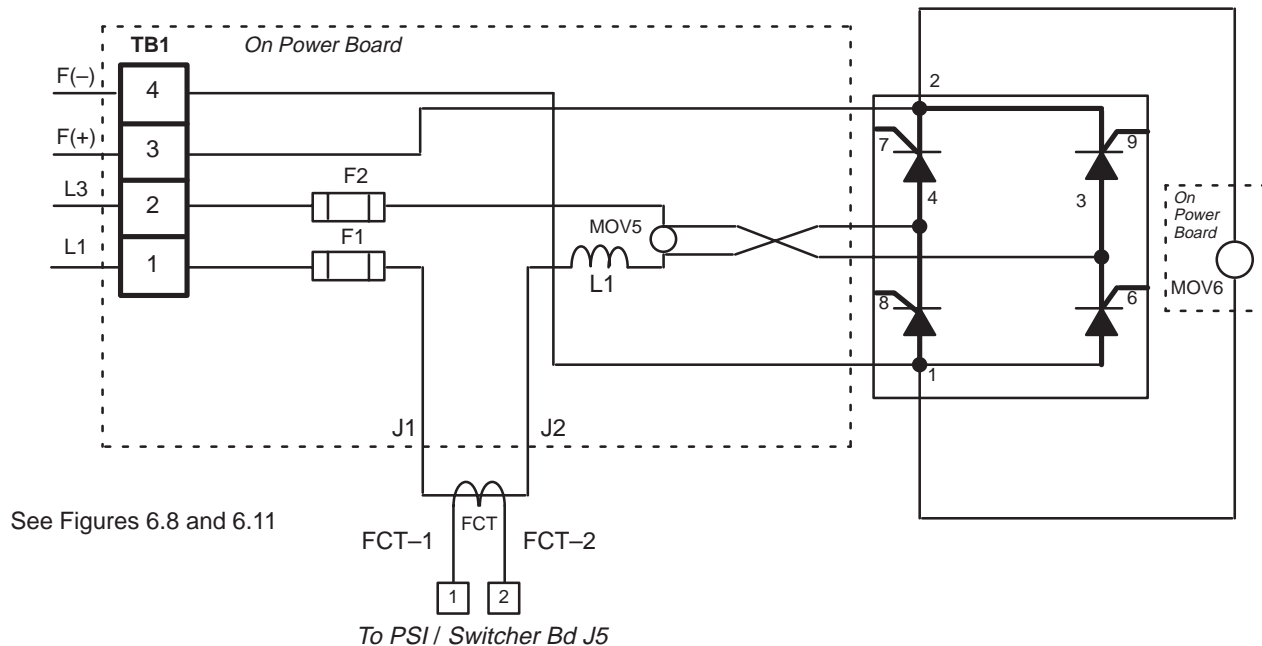 TB1
On Power Board
F(–)
4
F(+)
3
L3
2
L1
1
F2
F1
MOV5
L1
J1
J2
2
7
9
4
3
8
6
1
On
Power
Board
MOV6
See Figures 6.8 and 6.11
FCT
FCT–1
FCT–2
1
2
To PSI / Switcher Bd J5